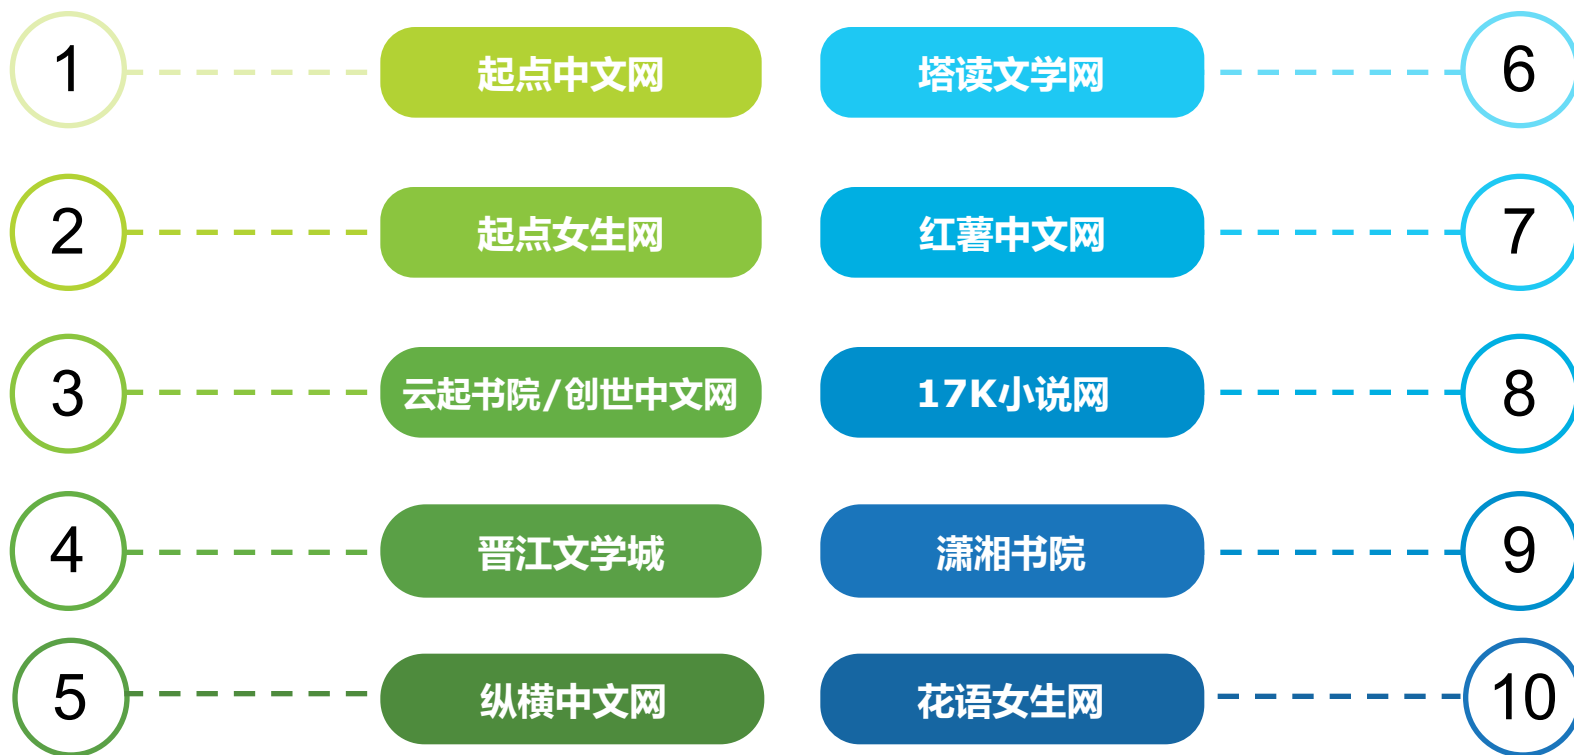 1
起点中文网
2
起点女生网
3
云起书院/创世中文网
4
晋江文学城
5
纵横中文网
塔读文学网
6
红薯中文网
7
17K小说网
8
潇湘书院
9
花语女生网
10